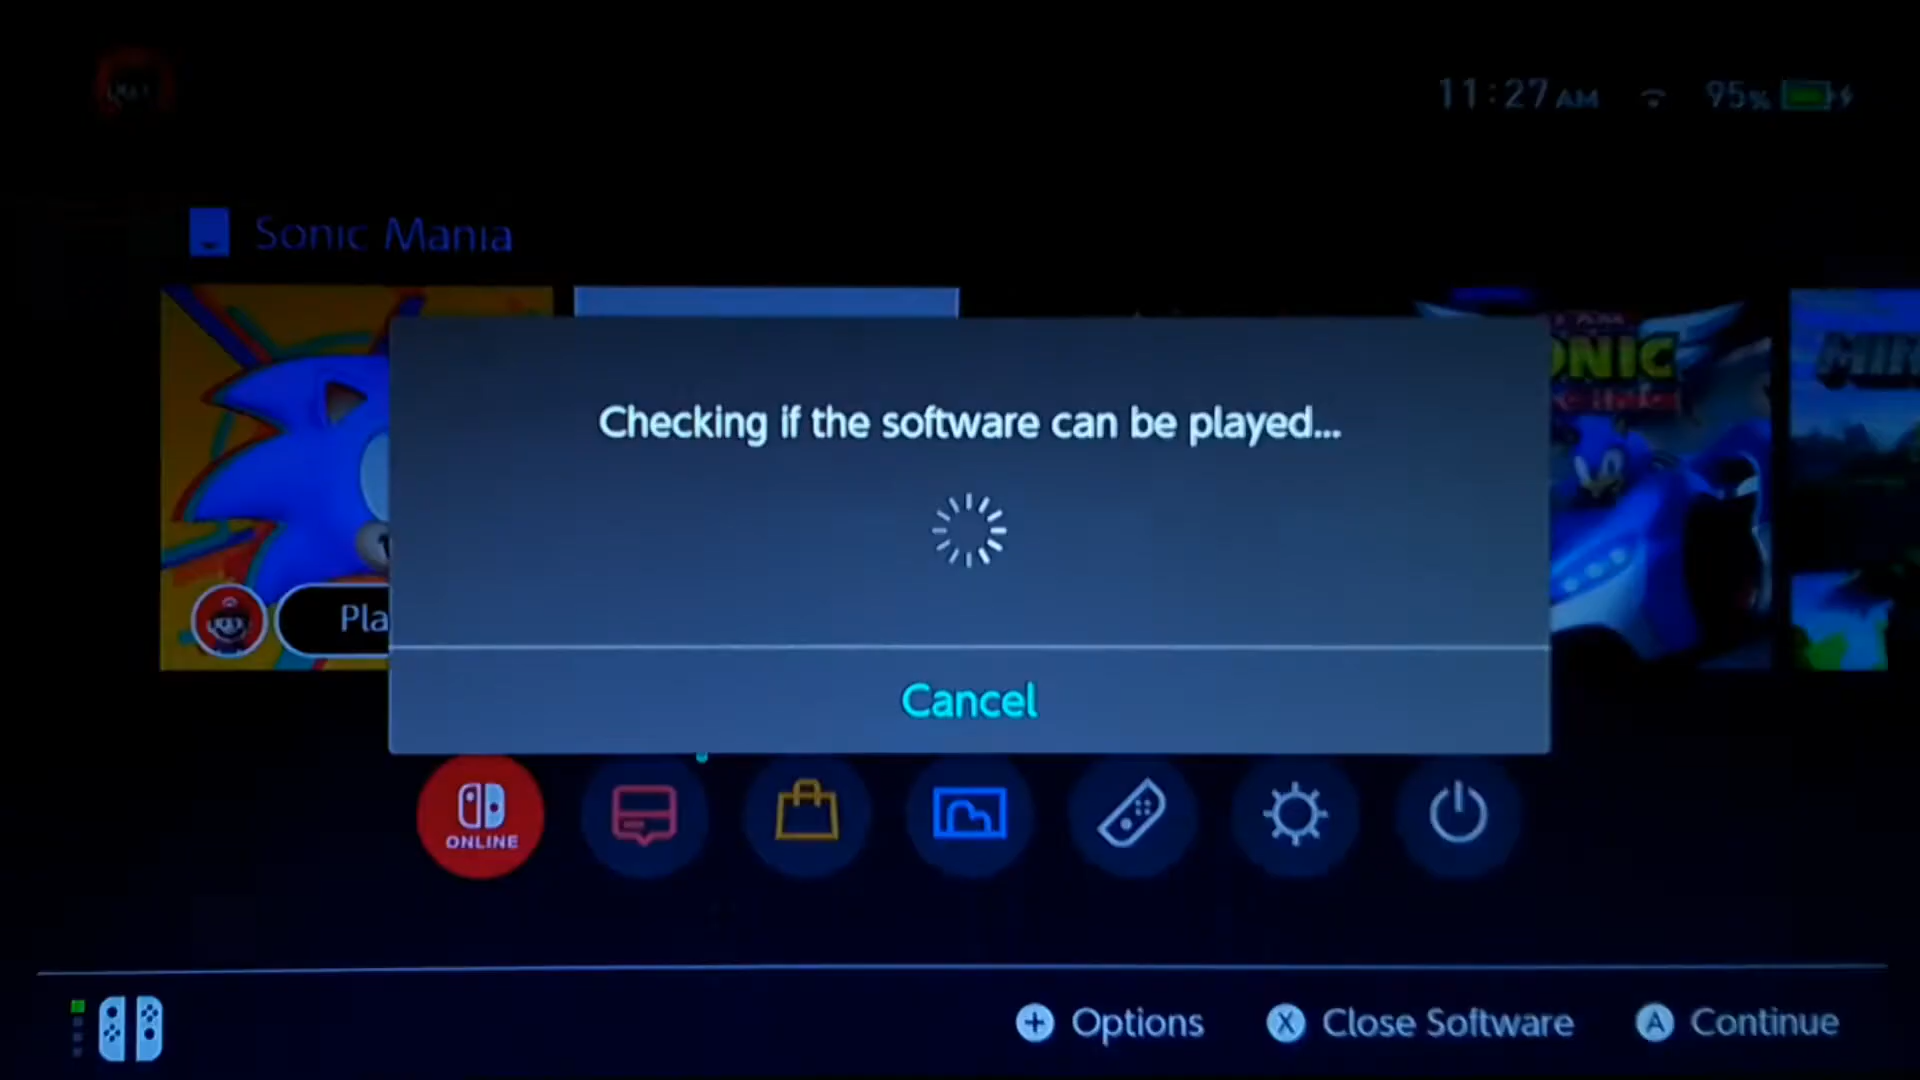 11:27 AM 95%
Sonic Mania
ONIC
Checking if the software can be played...
Pla
Cancel
ONLINE
+ Options X Close Software A Continue